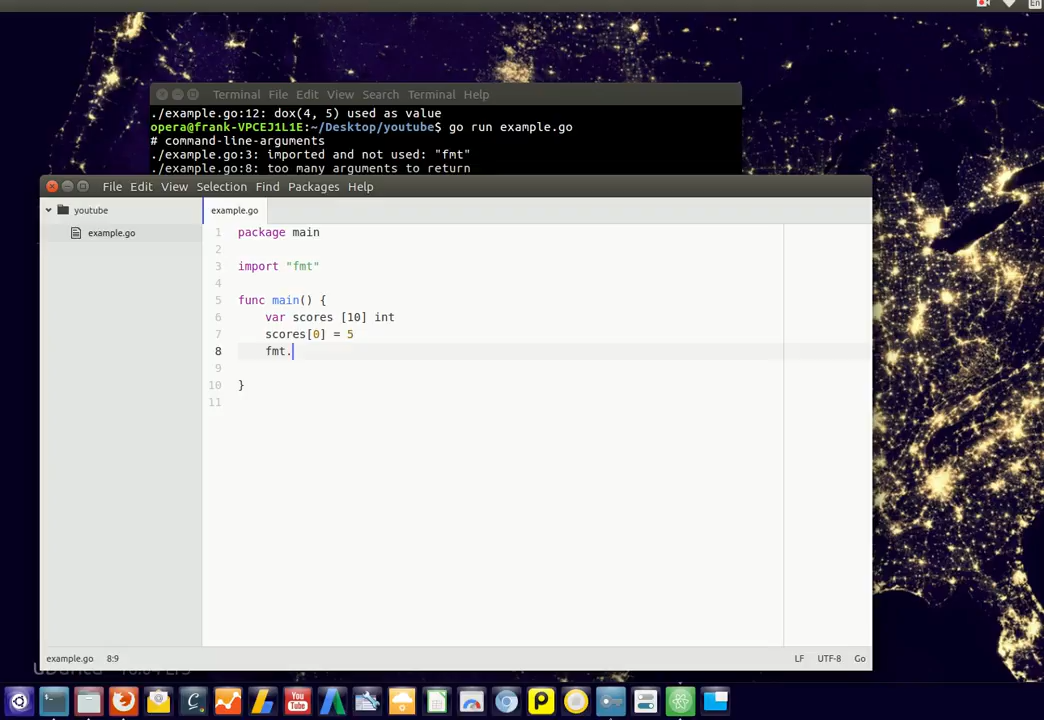 En
Terminal File Edit View Search Terminal Help
./example.go:12: dox(4, 5) used as value
opera@frank-VPCEJ1L1E:~/Desktop/youtube$ go run example.go
# command-line-arguments
./example.go:3: imported and not used: "fmt"
./example.go:8: too many arguments to return
File Edit View Selection Find Packages Help
youtube
example.go
example.go
1 package main
2
3 import "fmt"
4
5 func main() {
6 var scores [10] int
7 scores[0] = 5
8 fmt.
9
10 }
11
example.go 8:9 LF UTF-8 Go
You
Tube